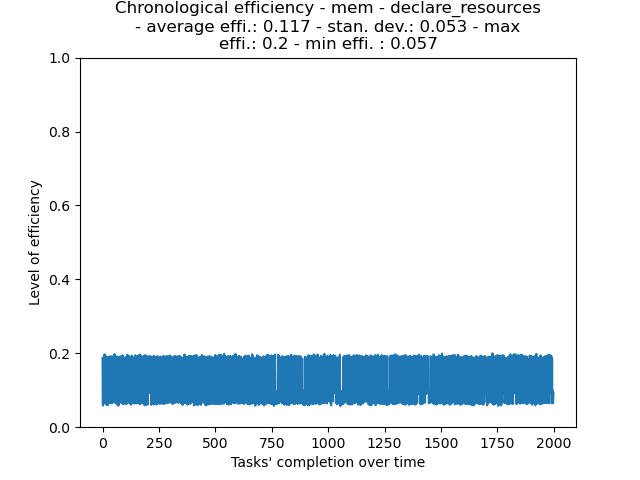 Chronological efficiency - mem - declare_resources
- average effi.: 0.117 - stan. dev.: 0.053 - max
effi.: 0.2 - min effi. : 0.057
1.0
0.8
0.6
0.4
0.2
0.0
Level of efficiency
0 250 500 750 1000 1250 1500 1750 2000
Tasks' completion over time